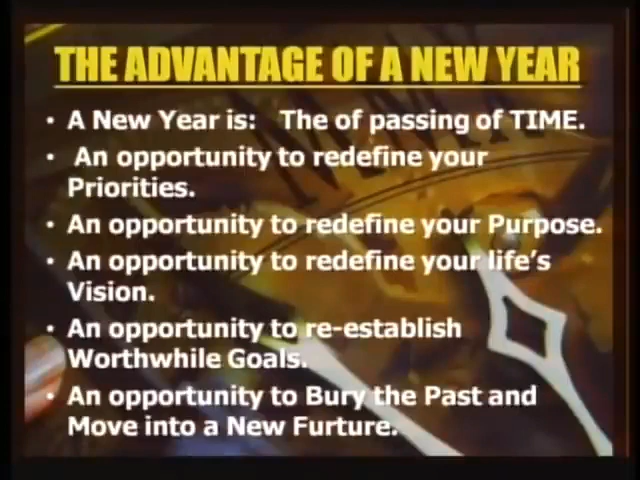 THE ADVANTAGE OF A NEW YEAR
• A New Year is: The of passing of TIME.
• An opportunity to redefine your
Priorities.
• An opportunity to redefine your Purpose.
• An opportunity to redefine your life's
Vision.
• An opportunity to re-establish
Worthwhile Goals.
• An opportunity to Bury the Past and
Move into a New Furture.